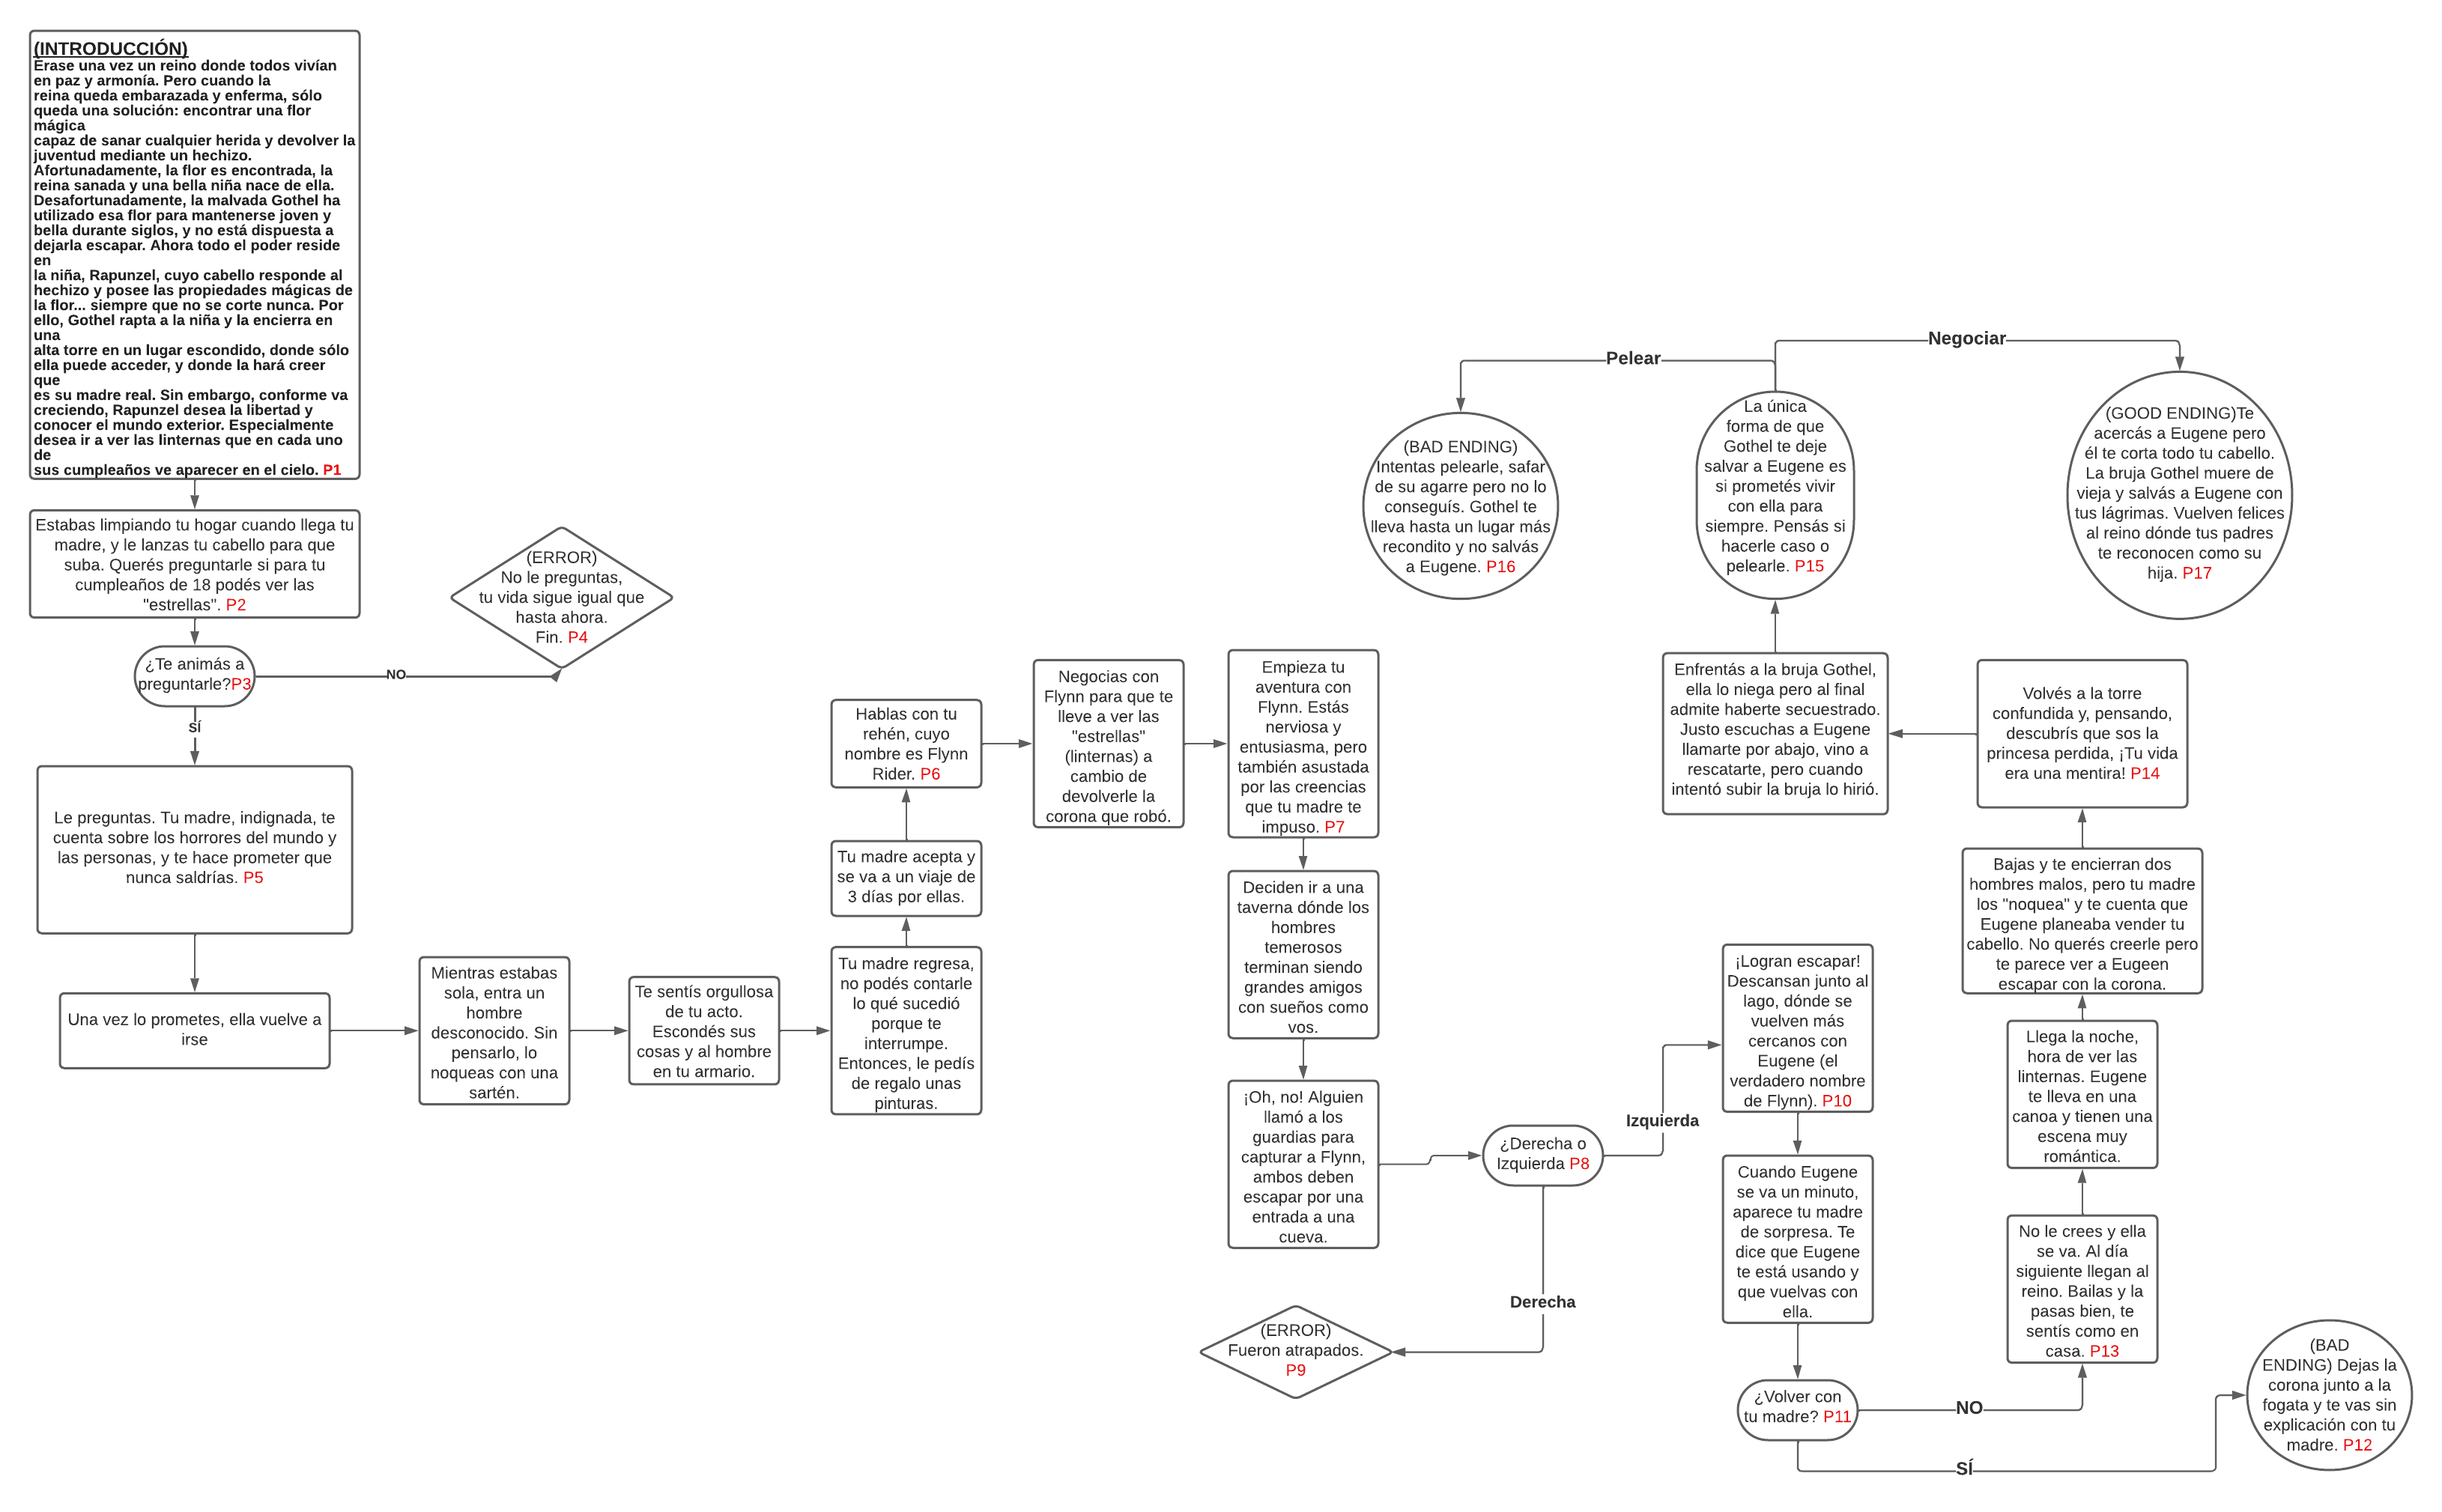 (INTRODUCCIÓN)
Érase una vez un reino donde todos vivían
en paz y armonía. Pero cuando la
reina queda embarazada y enferma, sólo
queda una solución: encontrar una flor
mágica
capaz de sanar cualquier herida y devolver la
juventud mediante un hechizo.
Afortunadamente, la flor es encontrada, la
reina sanada y una bella niña nace de ella.
Desafortunadamente, la malvada Gothel ha
utilizado esa flor para mantenerse joven y
bella durante siglos, y no está dispuesta a
dejarla escapar. Ahora todo el poder reside
en
la niña, Rapunzel, cuyo cabello responde al
hechizo y posee las propiedades mágicas de
la flor... siempre que no se corte nunca. Por
ello, Gothel rapta a la niña y la encierra en
una
alta torre en un lugar escondido, donde sólo
ella puede acceder, y donde la hará creer
que
es su madre real. Sin embargo, conforme va
creciendo, Rapunzel desea la libertad y
conocer el mundo exterior. Especialmente
desea ir a ver las linternas que en cada uno
de
sus cumpleaños ve aparecer en el cielo. P1
Estabas limpiando tu hogar cuando llega tu
madre, y le lanzas tu cabello para que
suba. Querés preguntarle si para tu
cumpleaños de 18 podés ver las
"estrellas". P2
¿Te animás a
preguntarle?P3
NO
(ERROR)
No le preguntas,
tu vida sigue igual que
hasta ahora.
Fin. P4
SÍ
Le preguntas. Tu madre, indignada, te
cuenta sobre los horrores del mundo y
las personas, y te hace prometer que
nunca saldrías. P5
Una vez lo prometes, ella vuelve a
irse
Mientras estabas
sola, entra un
hombre
desconocido. Sin
pensarlo, lo
noqueas con una
sartén.
Te sentís orgullosa
de tu acto.
Escondés sus
cosas y al hombre
en tu armario.
Tu madre regresa,
no podés contarle
lo qué sucedió
porque te
interrumpe.
Entonces, le pedís
de regalo unas
pinturas.
Tu madre acepta y
se va a un viaje de
3 días por ellas.
Hablas con tu
rehén, cuyo
nombre es Flynn
Rider. P6
Negocias con
Flynn para que te
lleve a ver las
"estrellas"
(linternas) a
cambio de
devolverle la
corona que robó.
Empieza tu
aventura con
Flynn. Estás
nerviosa y
entusiasma, pero
también asustada
por las creencias
que tu madre te
impuso. P7
Deciden ir a una
taverna dónde los
hombres
temerosos
terminan siendo
grandes amigos
con sueños como
vos.
¡Oh, no! Alguien
llamó a los
guardias para
capturar a Flynn,
ambos deben
escapar por una
entrada a una
cueva.
¿Derecha o
Izquierda P8
Derecha
(ERROR)
Fueron atrapados.
P9
Izquierda
¡Logran escapar!
Descansan junto al
lago, dónde se
vuelven más
cercanos con
Eugene (el
verdadero nombre
de Flynn). P10
Cuando Eugene
se va un minuto,
aparece tu madre
de sorpresa. Te
dice que Eugene
te está usando y
que vuelvas con
ella.
¿Volver con
tu madre? P11
SÍ
(BAD
ENDING) Dejas la
corona junto a la
fogata y te vas sin
explicación con tu
madre. P12
NO
No le crees y ella
se va. Al día
siguiente llegan al
reino. Bailas y la
pasas bien, te
sentís como en
casa. P13
Llega la noche,
hora de ver las
linternas. Eugene
te lleva en una
canoa y tienen una
escena muy
romántica.
Bajas y te encierran dos
hombres malos, pero tu madre
los "noquea" y te cuenta que
Eugene planeaba vender tu
cabello. No querés creerle pero
te parece ver a Eugeen
escapar con la corona.
Volvés a la torre
confundida y, pensando,
descubrís que sos la
princesa perdida, ¡Tu vida
era una mentira! P14
Enfrentás a la bruja Gothel,
ella lo niega pero al final
admite haberte secuestrado.
Justo escuchas a Eugene
llamarte por abajo, vino a
rescatarte, pero cuando
intentó subir la bruja lo hirió.
La única
forma de que
Gothel te deje
salvar a Eugene es
si prometés vivir
con ella para
siempre. Pensás si
hacerle caso o
pelearle. P15
Pelear
(BAD ENDING)
Intentas pelearle, safar
de su agarre pero no lo
conseguís. Gothel te
lleva hasta un lugar más
recondito y no salvás
a Eugene. P16
Negociar
(GOOD ENDING)Te
acercás a Eugene pero
él te corta todo tu cabello.
La bruja Gothel muere de
vieja y salvás a Eugene con
tus lágrimas. Vuelven felices
al reino dónde tus padres
te reconocen como su
hija. P17